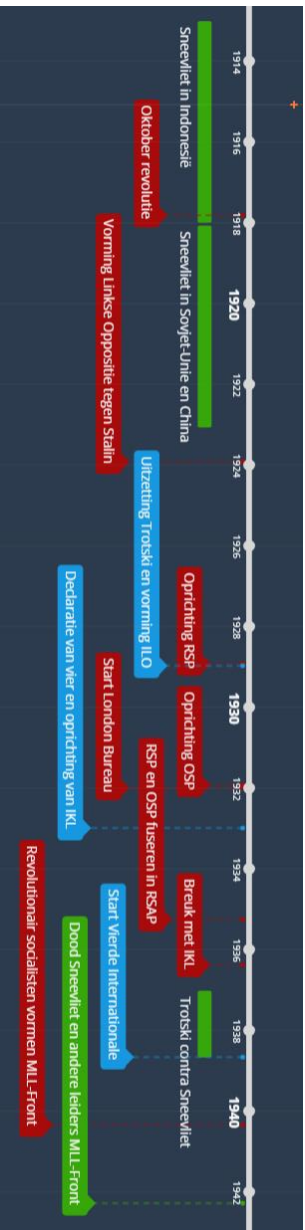 1914
1916
1918
1920
1922
1924
1926
1928
1930
1932
1934
1936
1938
1940
1942
Sneevliet in Indonesië
Sneevliet in Sovjet-Unie en China
Oprichting RSP
Oprichting OSP
Breuk met IKL
Trotski contra Sneevliet
Oktober revolutie
Uitzetting Trotski en vorming ILO
RSP en OSP fuseren in RSAP
Vorming Linkse Oppositie tegen Stalin
Start London Bureau
Start Vierde Internationale
Declaratie van vier en oprichting van IKL
Dood Sneevliet en andere leiders MLL-Front
Revolutionair socialisten vormen MLL-Front